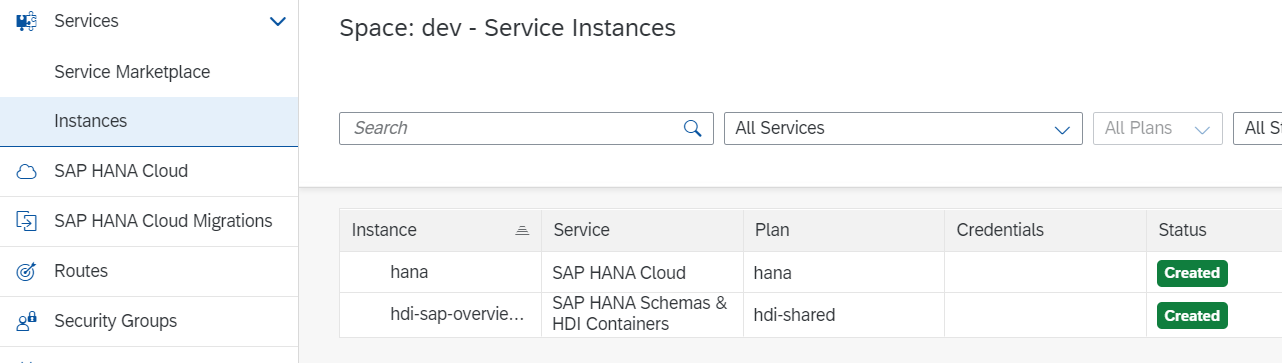 Services
Service Marketplace
Instances
SAP HANA Cloud
SAP HANA Cloud Migrations
Routes
Security Groups
Space: dev - Service Instances
Search
All Services
All Plans
All
Instance Service Plan Credentials Status
hana SAP HANA Cloud hana Created
hdi-sap-overvie... SAP HANA Schemas &
HDI Containers hdi-shared Created